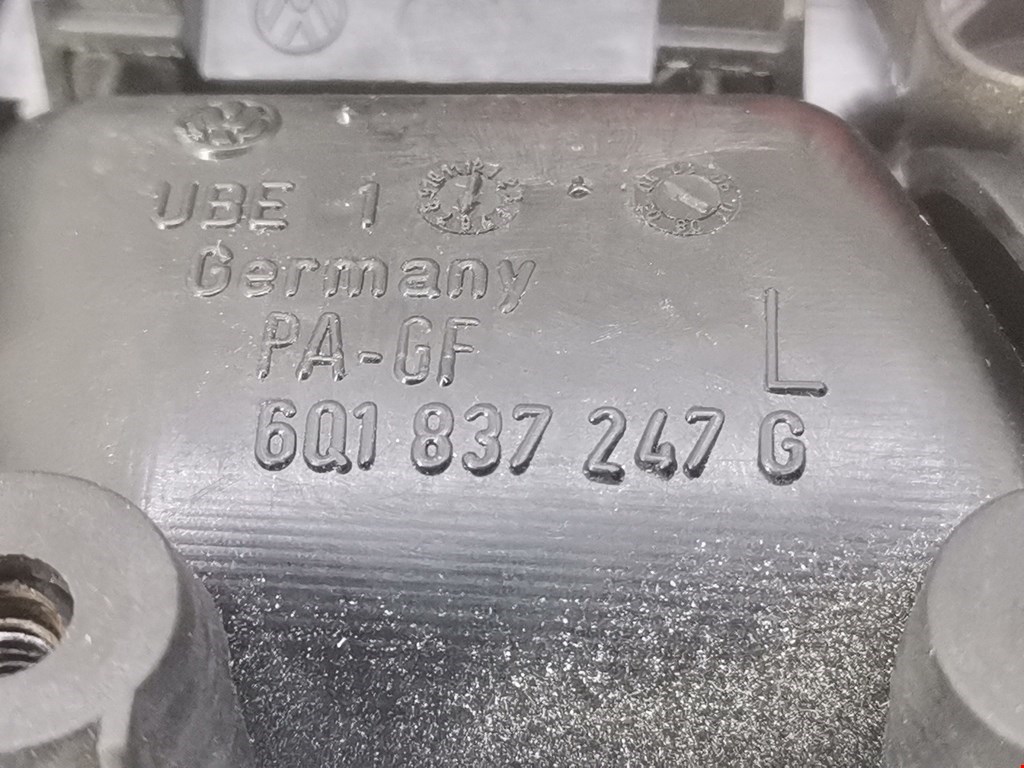 UBE 1
Germany
PA-GF
L
6Q1 837 247 G